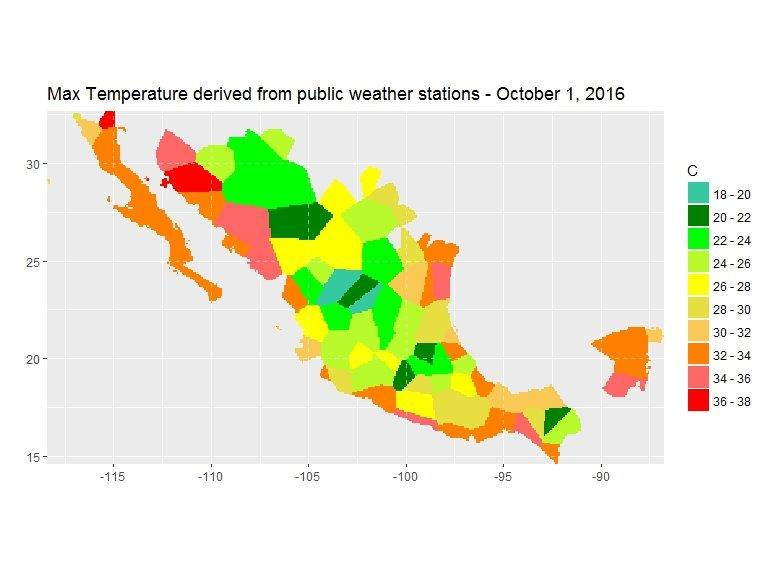 Max Temperature derived from public weather stations - October 1, 2016
C
18 - 20
20 - 22
22 - 24
24 - 26
26 - 28
28 - 30
30 - 32
32 - 34
34 - 36
36 - 38
30
25
20
15
-115 -110 -105 -100 -95 -90